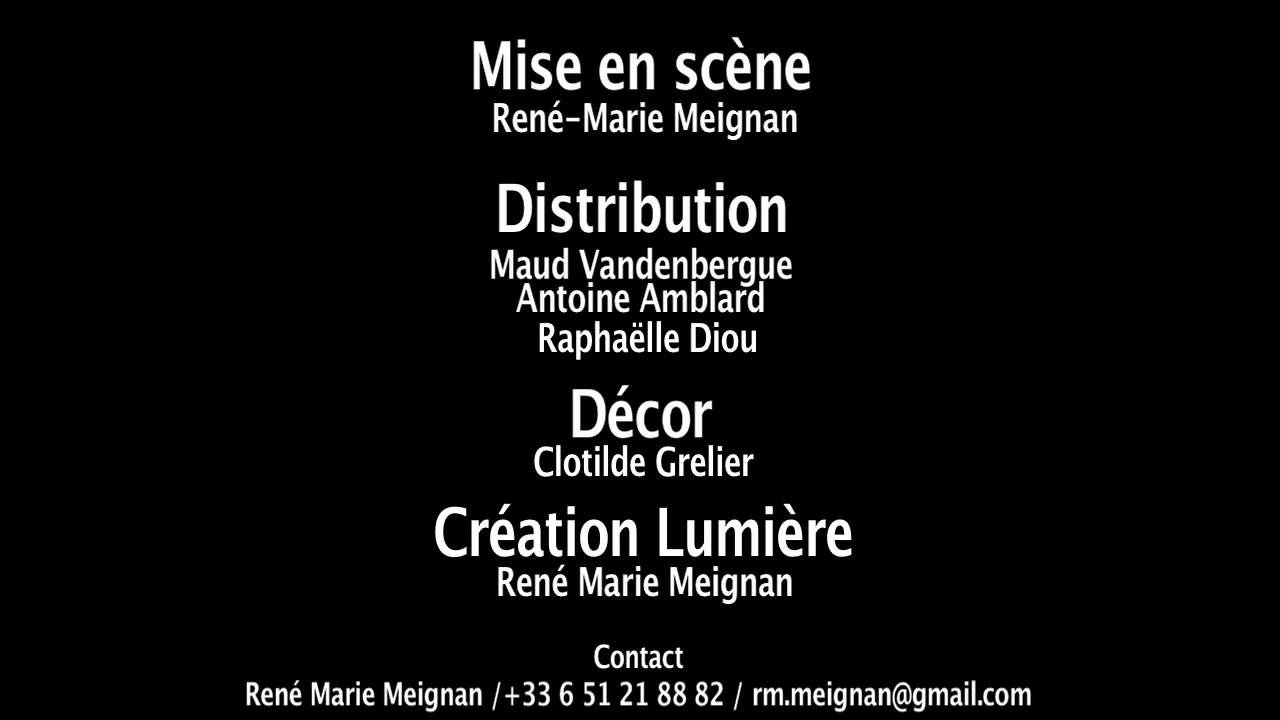 Mise en scène
René-Marie Meignan
Distribution
Maud Vandenbergue
Antoine Amblard
Raphaëlle Diou
Décor
Clotilde Grelier
Création Lumière
René Marie Meignan
Contact
René Marie Meignan /+33 6 51 21 88 82 / rm.meignan@gmail.com